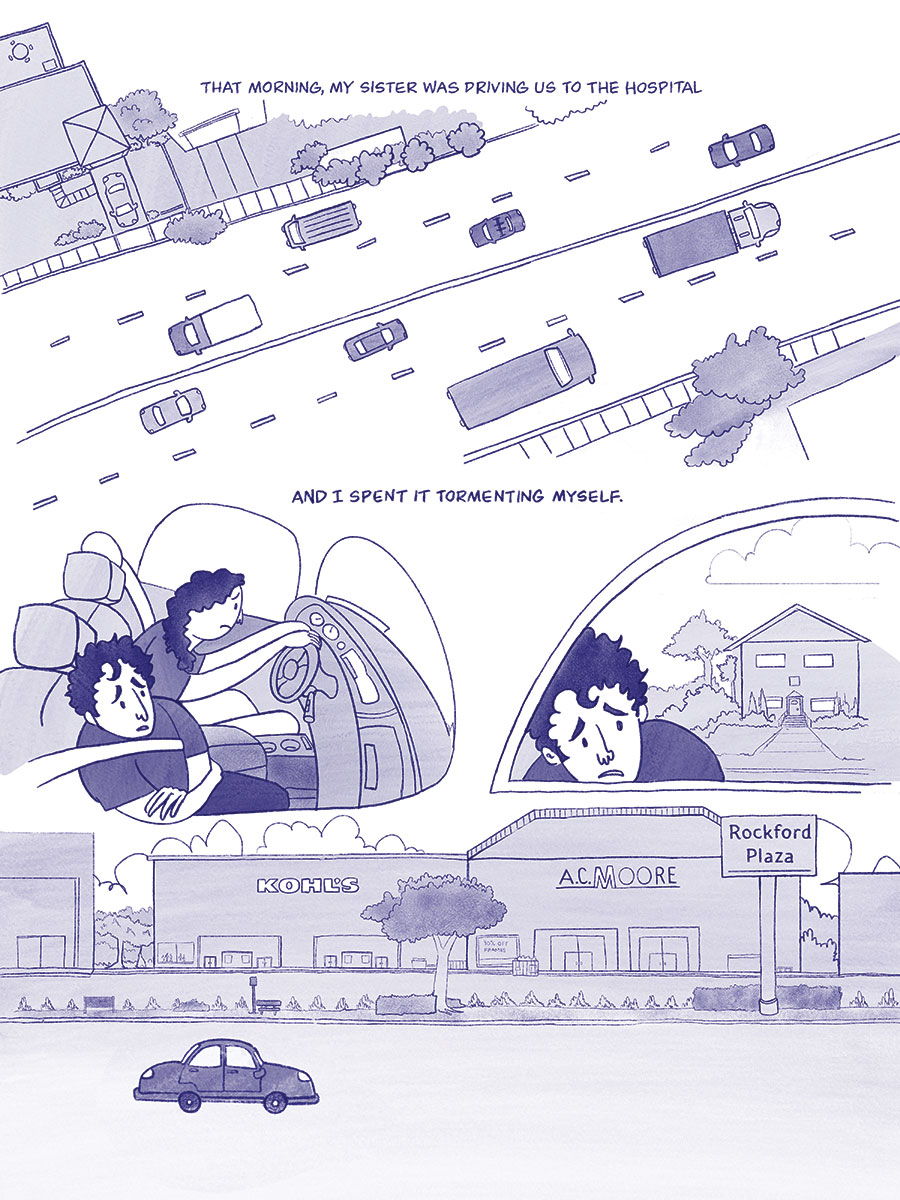 THAT MORNING, MY SISTER WAS DRIVING US TO THE HOSPITAL
AND I SPENT IT TORMENTING MYSELF.
Rockford
Plaza
KOHL'S
A.C.MOORE
10% OFF
FRAMES